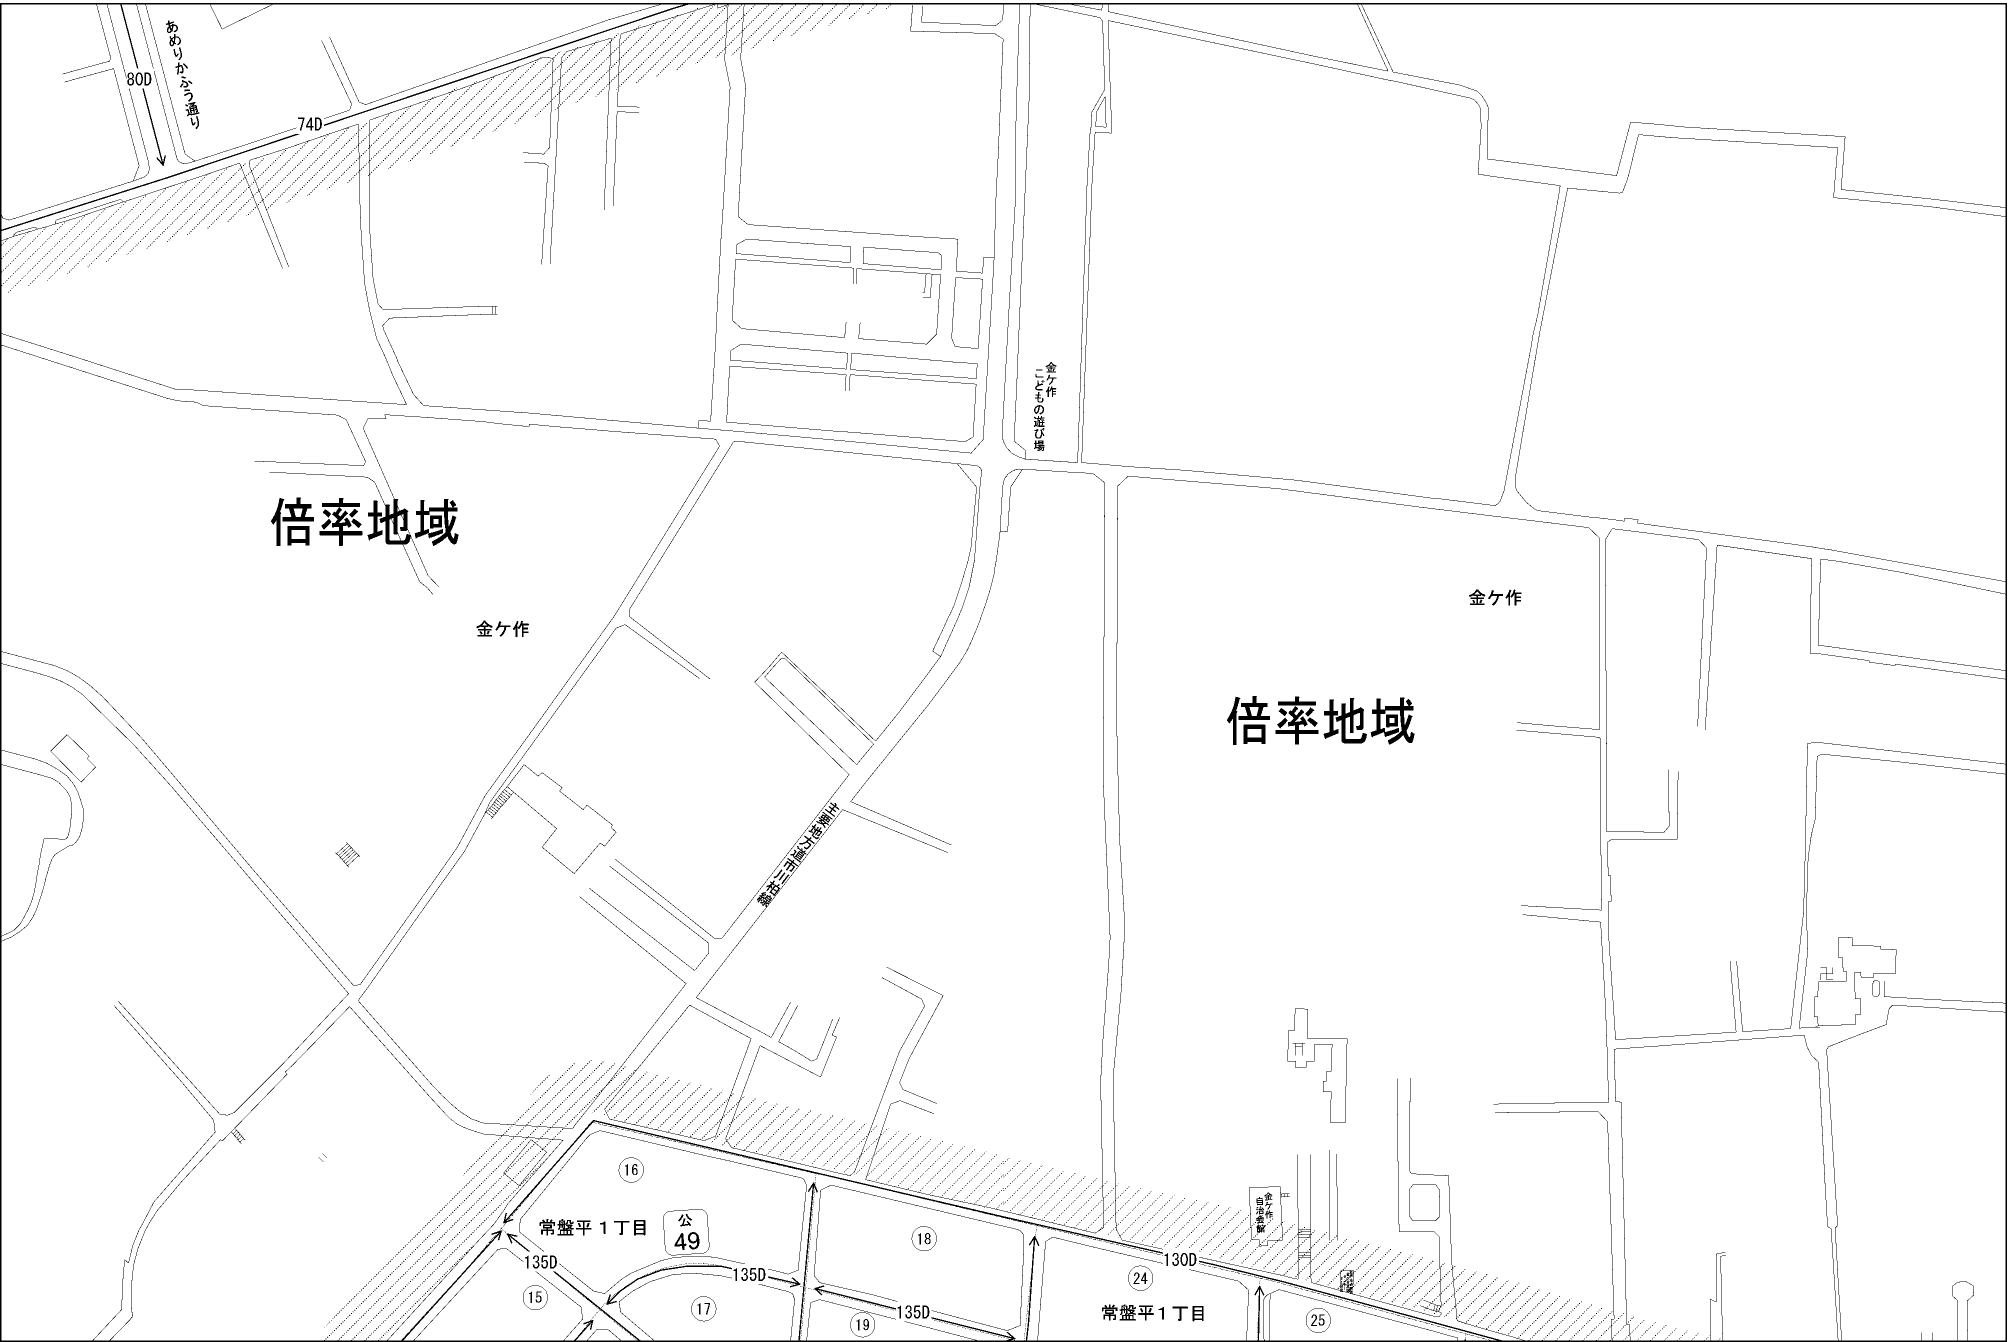 80D
あめりかふう通り
74D
金ケ作
こどもの遊び場
倍率地域
金ケ作
金ケ作
倍率地域
主要地方道市川柏線
16
常盤平1丁目
公
49
18
金ケ作
自治会館
135D
135D
130D
24
15
17
135D
19
常盤平1丁目
25